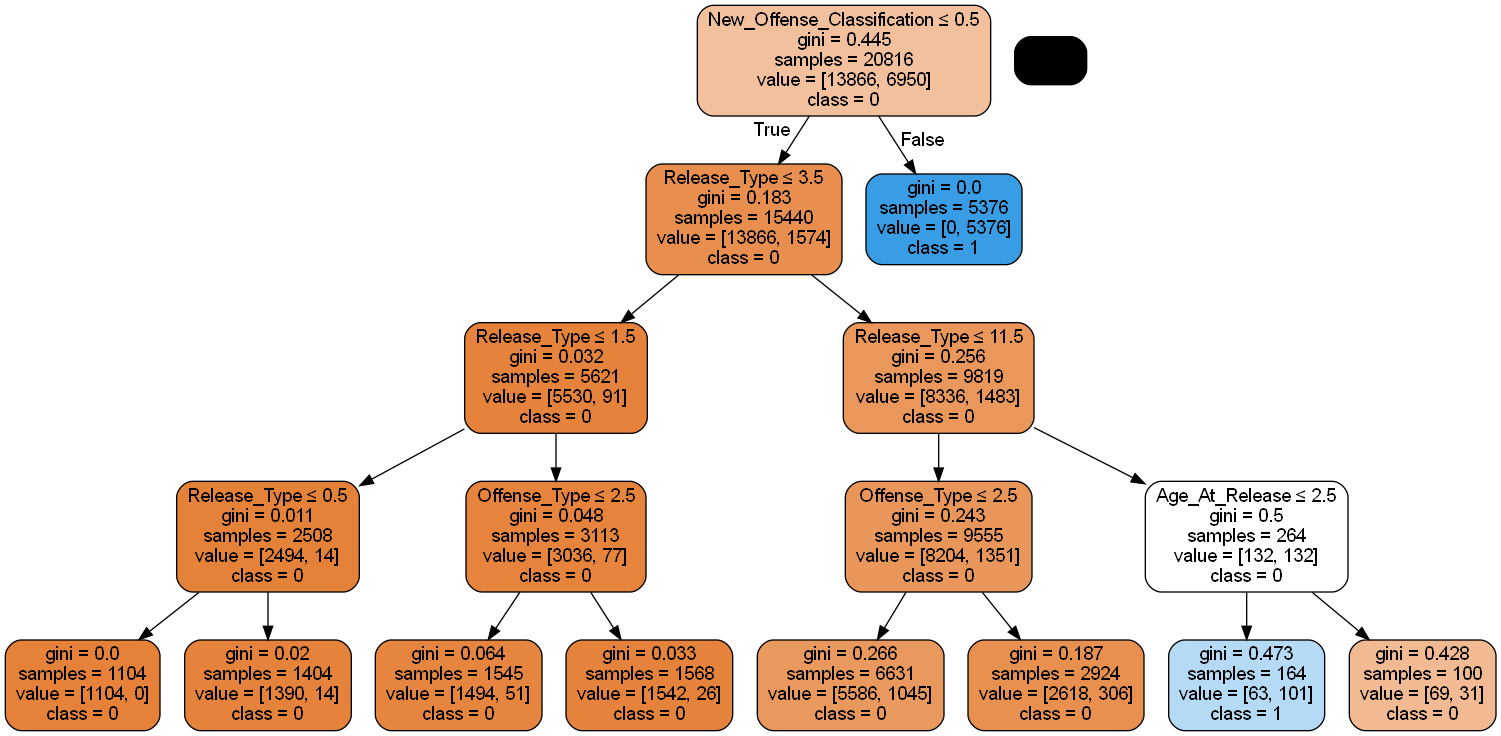 New_Offense_Classification ≤ 0.5
gini = 0.445
samples = 20816
value = [13866, 6950]
class = 0
True
False
Release_Type ≤ 3.5
gini = 0.183
samples = 15440
value = [13866, 1574]
class = 0
gini = 0.0
samples = 5376
value = [0, 5376]
class = 1
Release_Type ≤ 1.5
gini = 0.032
samples = 5621
value = [5530, 91]
class = 0
Release_Type ≤ 11.5
gini = 0.256
samples = 9819
value = [8336, 1483]
class = 0
Release_Type ≤ 0.5
gini = 0.011
samples = 2508
value = [2494, 14]
class = 0
Offense_Type ≤ 2.5
gini = 0.048
samples = 3113
value = [3036, 77]
class = 0
Offense_Type ≤ 2.5
gini = 0.243
samples = 9555
value = [8204, 1351]
class = 0
Age_At_Release ≤ 2.5
gini = 0.5
samples = 264
value = [132, 132]
class = 0
gini = 0.0
samples = 1104
value = [1104, 0]
class = 0
gini = 0.02
samples = 1404
value = [1390, 14]
class = 0
gini = 0.064
samples = 1545
value = [1494, 51]
class = 0
gini = 0.033
samples = 1568
value = [1542, 26]
class = 0
gini = 0.266
samples = 6631
value = [5586, 1045]
class = 0
gini = 0.187
samples = 2924
value = [2618, 306]
class = 0
gini = 0.473
samples = 164
value = [63, 101]
class = 1
gini = 0.428
samples = 100
value = [69, 31]
class = 0